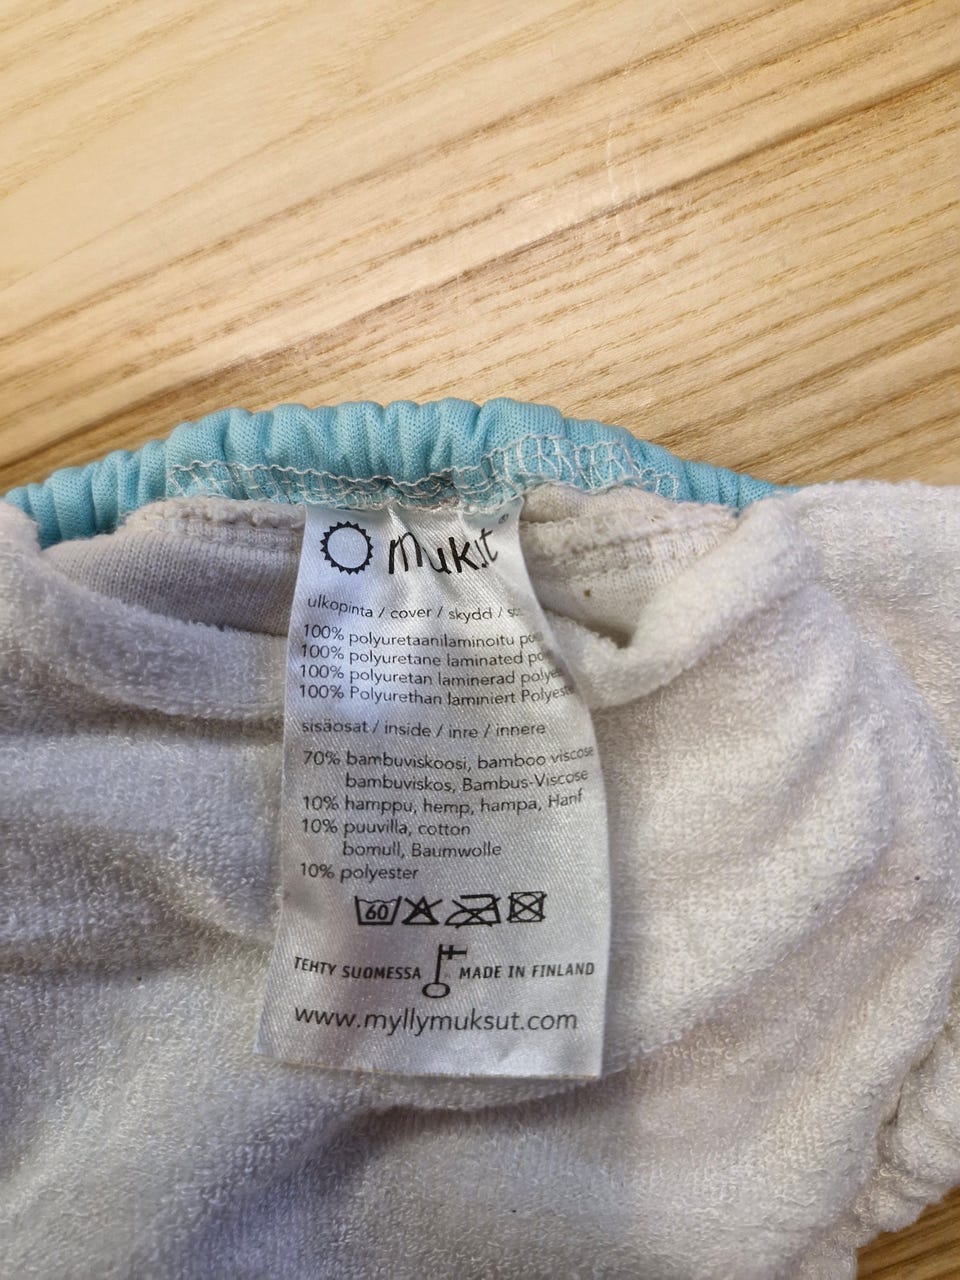 ulkopinta / cover / skydd /
100% polyuretaanilaminoitu
100% polyuretane laminated
100% polyuretan laminerad
100% Polyurethan laminiert
sisäosat / inside / inre / innere
70% bambuviskoosi, bamboo viscose
bambuviskos, Bambus-Viscose
10% hamppu, hemp, hampa, Hanf
10% puuvilla, cotton
bomull, Baumwolle
10% polyester
60
TEHTY SUOMESSA MADE IN FINLAND
www.myllymuksut.com